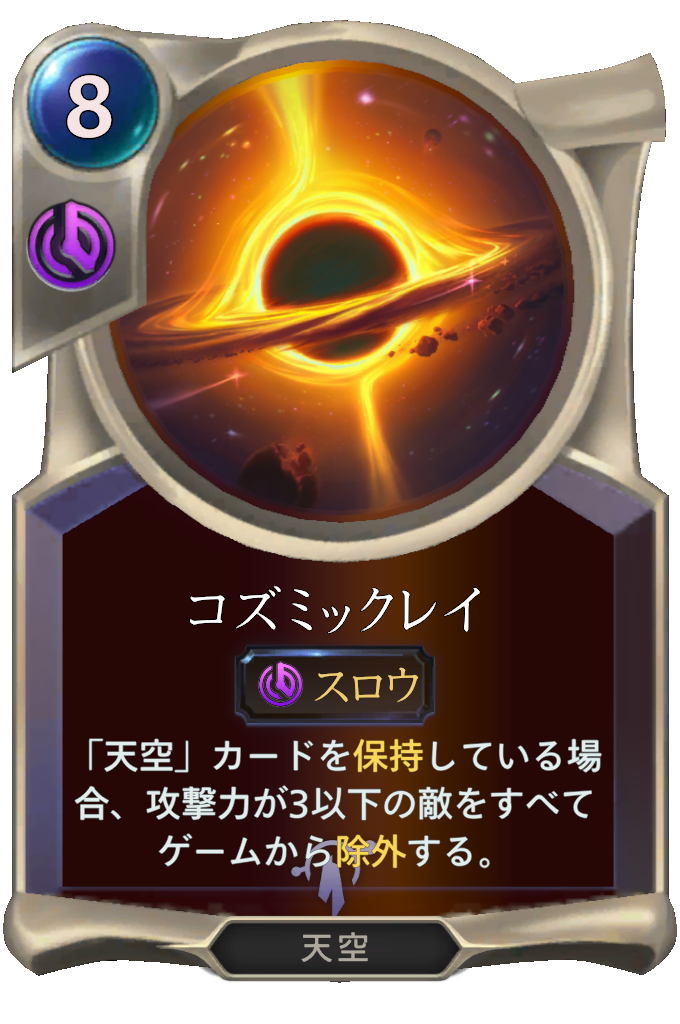 8
コズミックレイ
スロウ
「天空」カードを保持している場
合、攻撃力が3以下の敵をすべて
ゲームから除外する。
天空